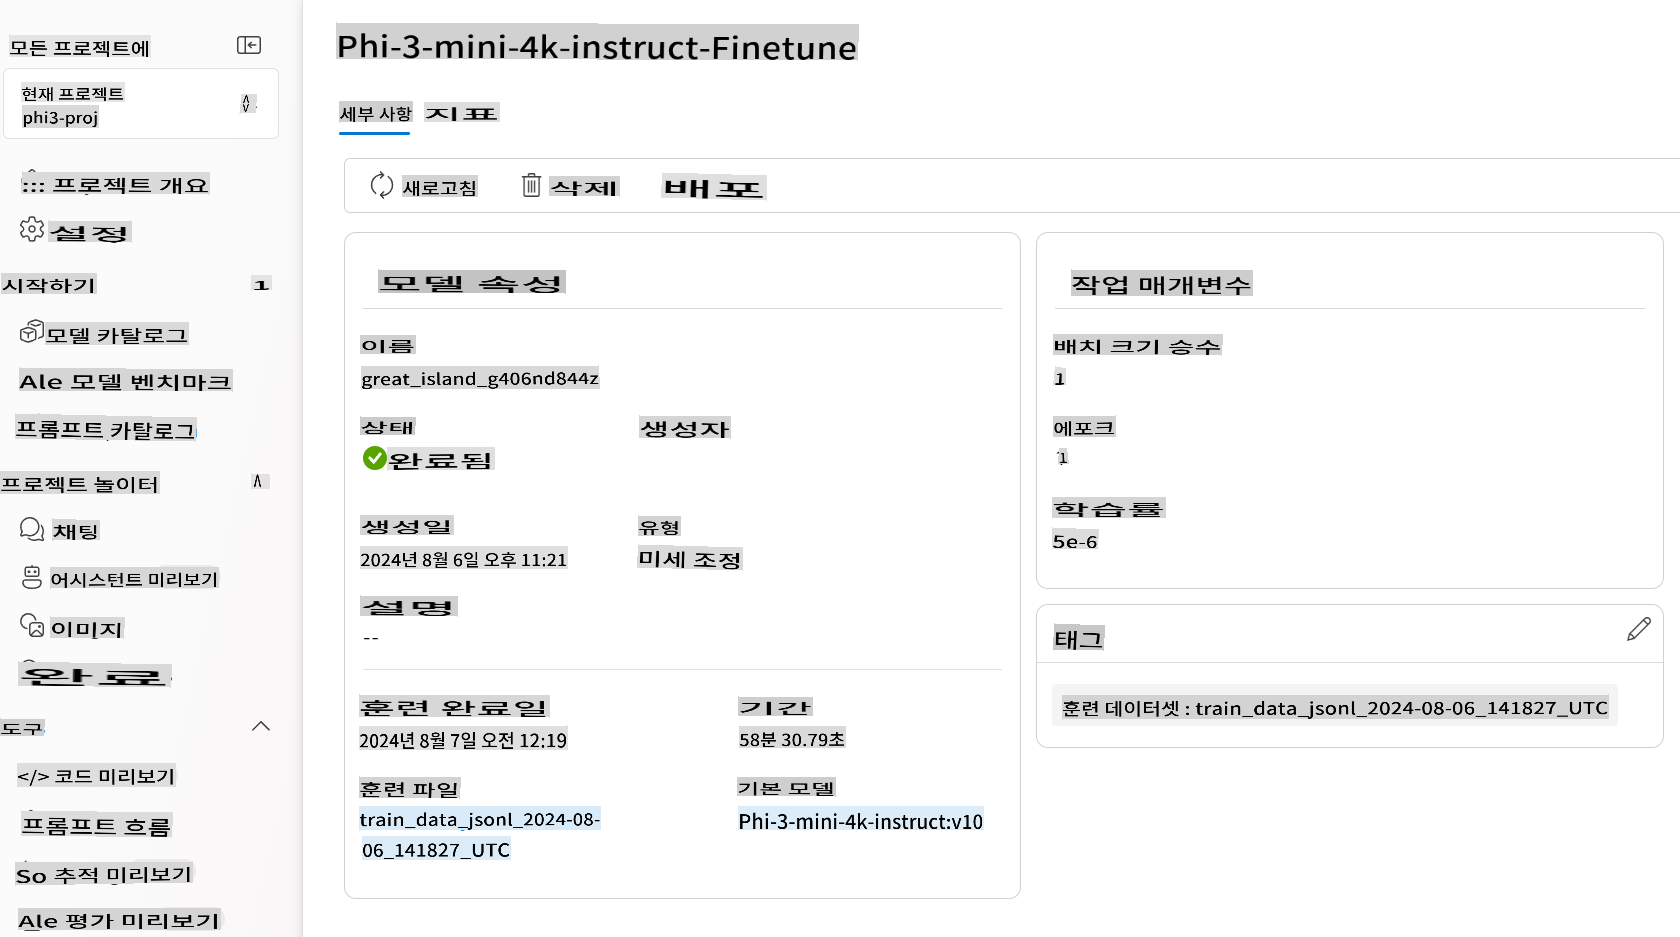 모든 프로젝트에
현재 프로젝트
phi3-proj
::: 프로젝트 개요
설정
시작하기
1
모델 카탈로그
Ale 모델 벤치마크
프롬프트 카탈로그
프로젝트 놀이터
채팅
어시스턴트 미리보기
이미지
완료
도구
</> 코드 미리보기
프롬프트 흐름
So 추적 미리보기
Ale 평가 미리보기
Phi-3-mini-4k-instruct-Finetune
세부 사항 지표
새로고침 삭제 배포
모델 속성
이름
great_island_g406nd844z
상태 생성자
완료됨
생성일 유형
2024년 8월 6일 오후 11:21 미세 조정
설명
--
훈련 완료일 기간
2024년 8월 7일 오전 12:19 58분 30.79초
훈련 파일 기본 모델
train_data_jsonl_2024-08- Phi-3-mini-4k-instruct:v10
06_141827_UTC
작업 매개변수
배치 크기 승수
1
에포크
1
학습률
5e-6
태그
훈련 데이터셋 : train_data_jsonl_2024-08-06_141827_UTC